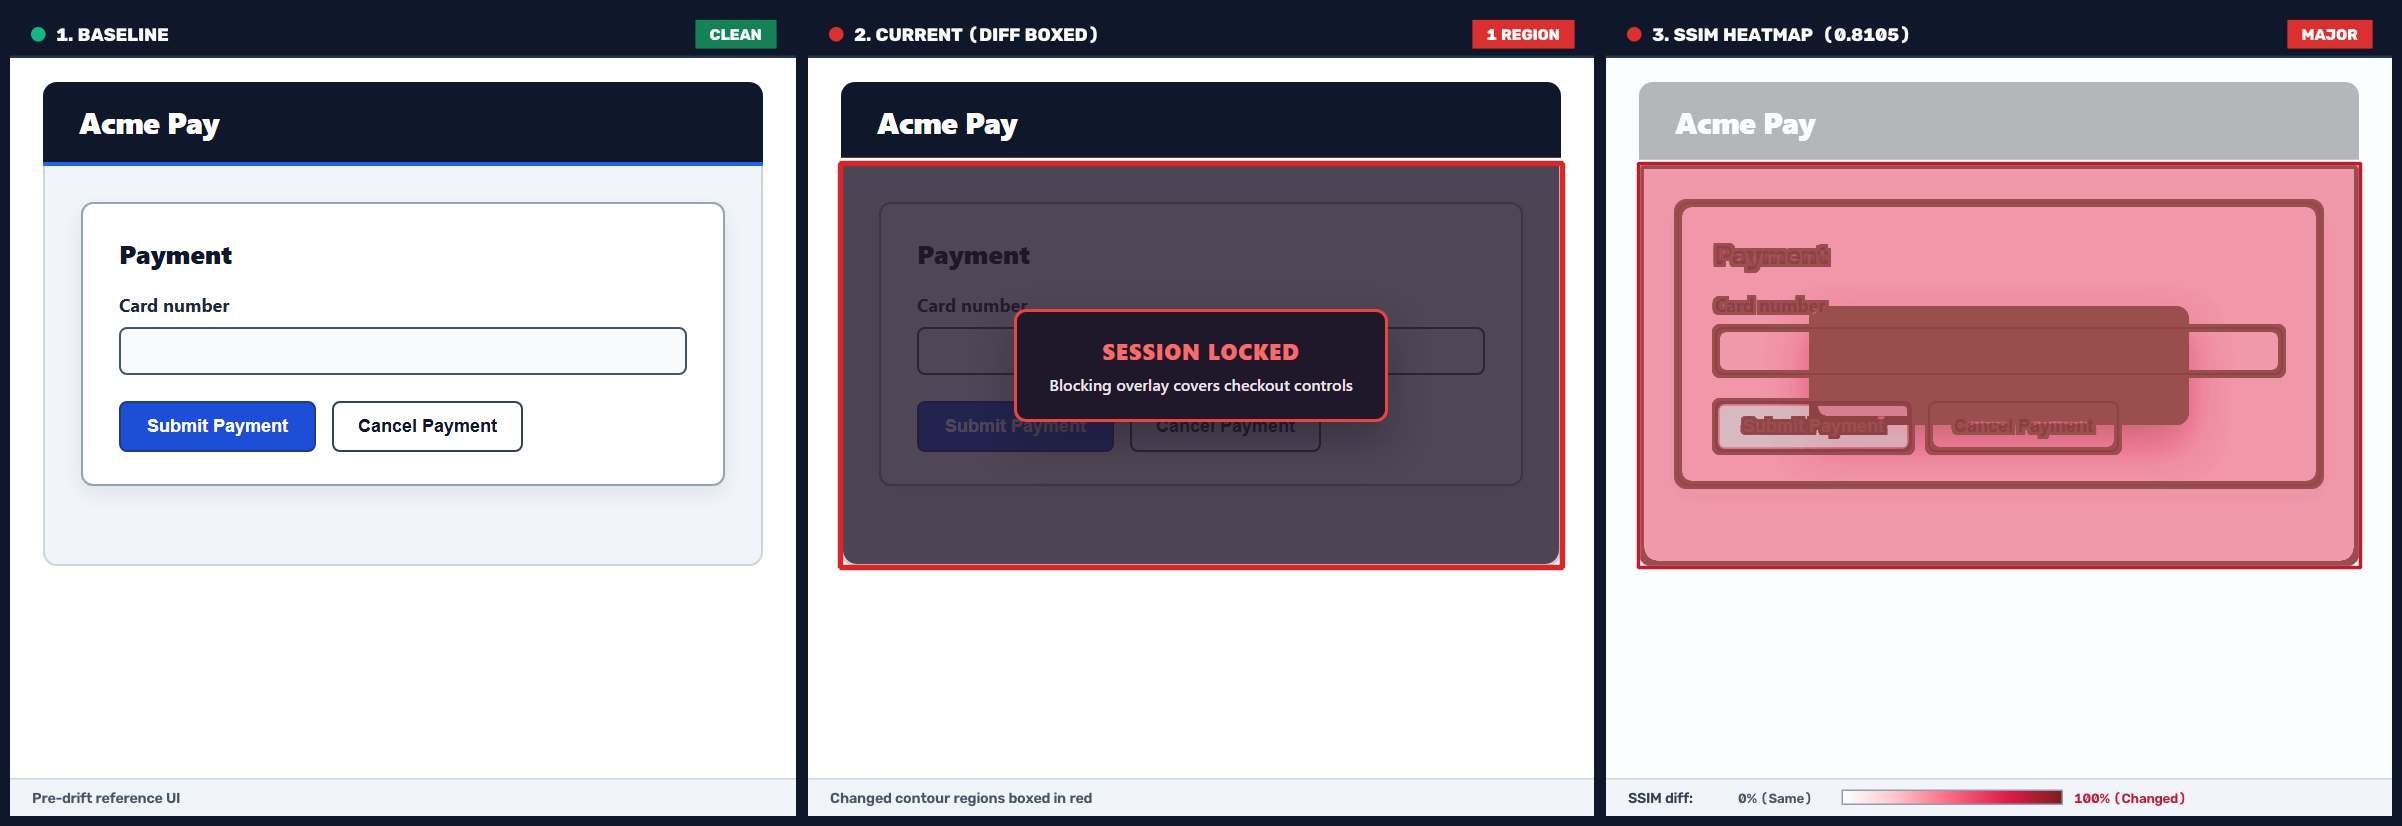 1. BASELINE
CLEAN
Acme Pay
Payment
Card number
Submit Payment
Cancel Payment
Pre-drift reference UI
2. CURRENT (DIFF BOXED)
1 REGION
Acme Pay
Payment
Card number
SESSION LOCKED
Blocking overlay covers checkout controls
Submit Payment
Cancel Payment
Changed contour regions boxed in red
3. SSIM HEATMAP (0.8105)
MAJOR
Acme Pay
Payment
Card number
Submit Payment
Cancel Payment
SSIM diff:
0% (Same)
100% (Changed)